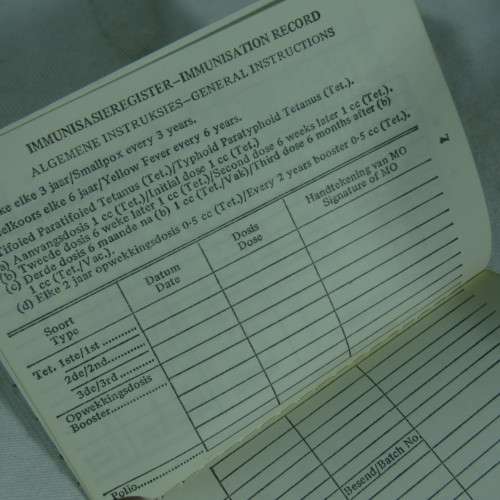 IMMUNISASIEREGISTER—IMMUNISATION RECORD
ALGEMENE INSTRUKSIES—GENERAL INSTRUCTIONS
ke elke 3 jaar/Smallpox every 3 years.
elkoors elke 6 jaar/Yellow Fever every 6 years.
Tifoïed Paratifoïed Tetanus (Tet.)/Typhoid Paratyphoid Tetanus (Tet.).
(a) Aanvangsdosis 1 cc (Tet.)/Initial dose 1 cc (Tet.)
(b) Tweede dosis 6 weke later 1 cc (Tet.)/Second dose 6 weeks later 1 cc (Tet.).
(c) Derde dosis 6 maande na (b) 1 cc (Tet./Vak)/Third dose 6 months after (b)
1 cc (Tet./Vac.).
(d) Elke 2 jaar opwekkingsdosis 0·5 cc (Tet.)/Every 2 years booster 0·5 cc (Tet.).
7
Soort
Type
Datum
Date
Dosis
Dose
Handtekening van MO
Signature of MO
Tet. 1ste/1st ..........
2de/2nd..........
3de/3rd ..........
Opwekkingsdosis
Booster..........
Polio..........
Besend/Batch No.